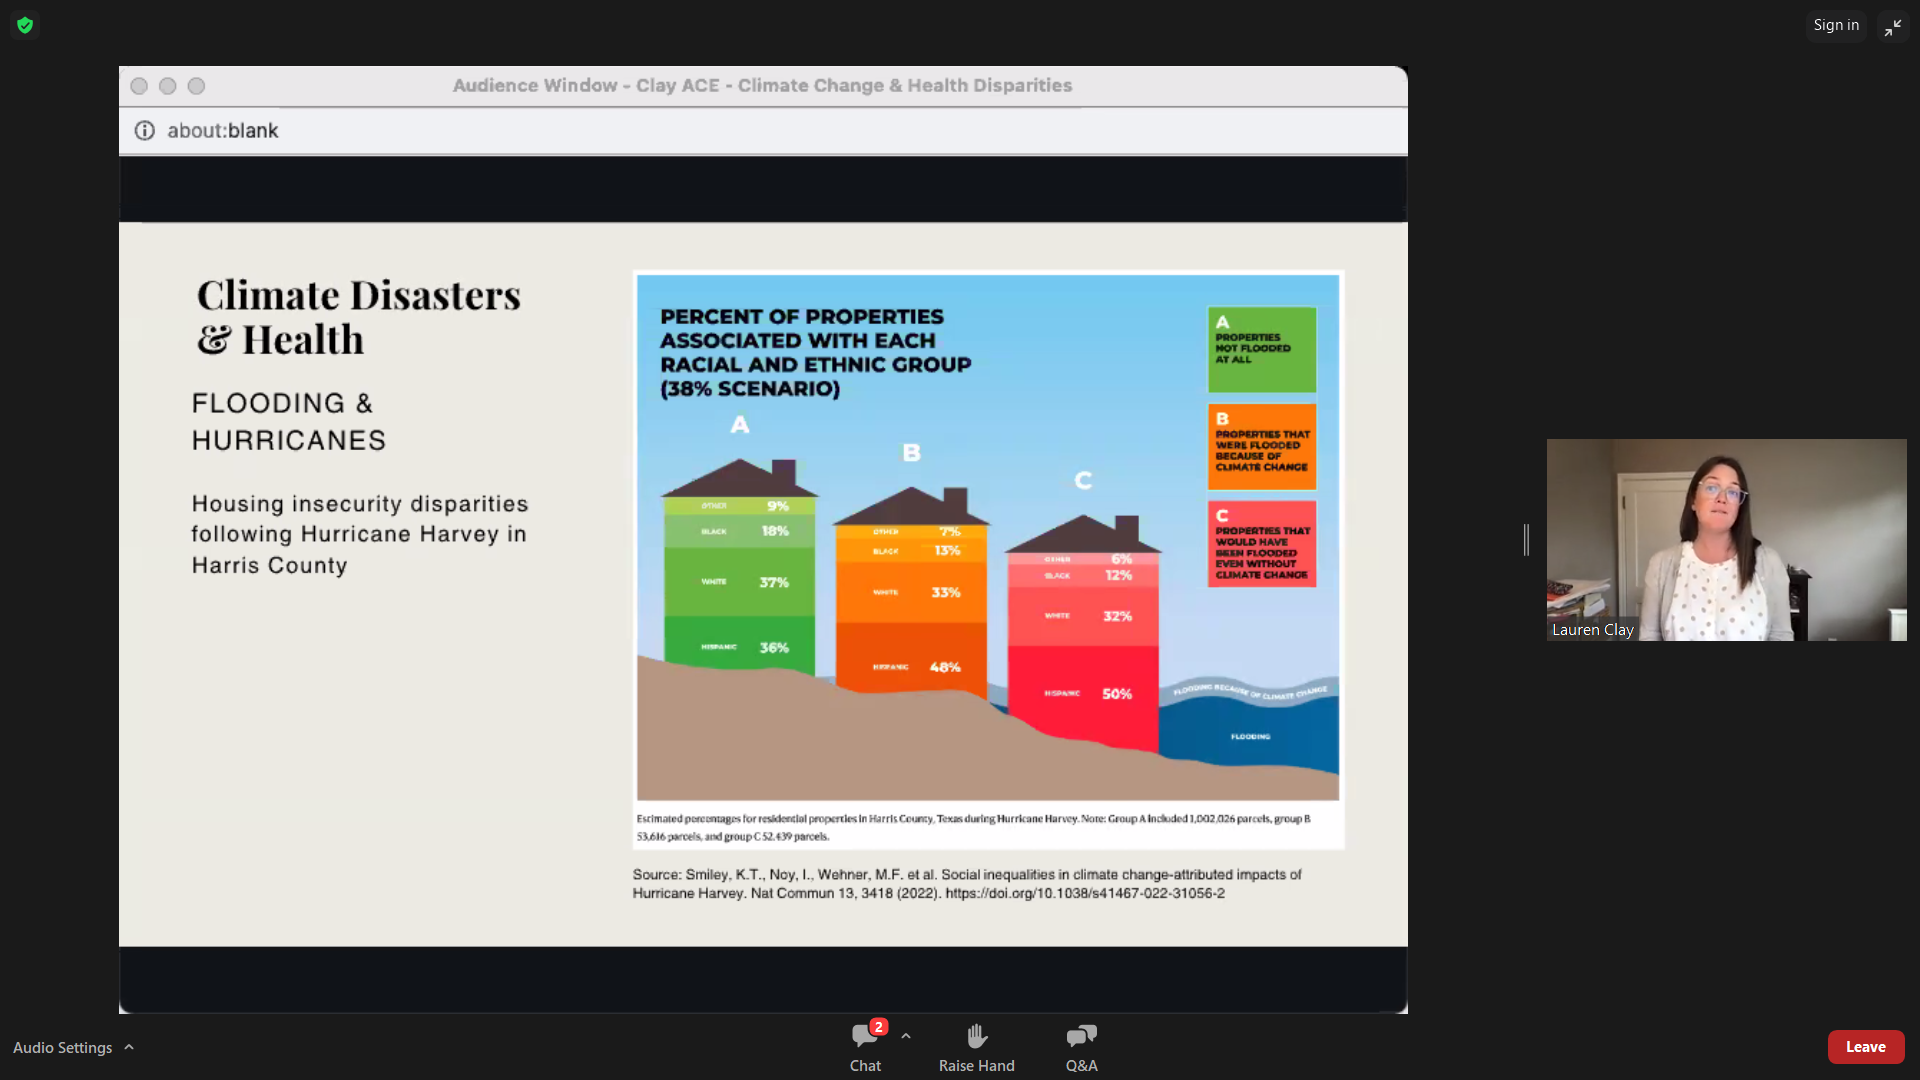 Sign in
Audience Window - Clay ACE - Climate Change & Health Disparities
about:blank
Climate Disasters
& Health
FLOODING &
HURRICANES
Housing insecurity disparities
following Hurricane Harvey in
Harris County
PERCENT OF PROPERTIES
ASSOCIATED WITH EACH
RACIAL AND ETHNIC GROUP
(38% SCENARIO)
A
OTHER 9%
BLACK 18%
WHITE 37%
HISPANIC 36%
B
OTHER 7%
BLACK 13%
WHITE 33%
HISPANIC 48%
C
OTHER 6%
BLACK 12%
WHITE 32%
HISPANIC 50%
A
PROPERTIES
NOT FLOODED
AT ALL
B
PROPERTIES THAT
WERE FLOODED
BECAUSE OF
CLIMATE CHANGE
C
PROPERTIES THAT
WOULD HAVE
BEEN FLOODED
EVEN WITHOUT
CLIMATE CHANGE
FLOODING BECAUSE OF CLIMATE CHANGE
FLOODING
Estimated percentages for residential properties in Harris County, Texas during Hurricane Harvey. Note: Group A included 1,002,026 parcels, group B
53,616 parcels, and group C 52,439 parcels.
Source: Smiley, K.T., Noy, I., Wehner, M.F. et al. Social inequalities in climate change-attributed impacts of
Hurricane Harvey. Nat Commun 13, 3418 (2022). https://doi.org/10.1038/s41467-022-31056-2
Lauren Clay
Audio Settings
2
Chat
Raise Hand
Q&A
Leave